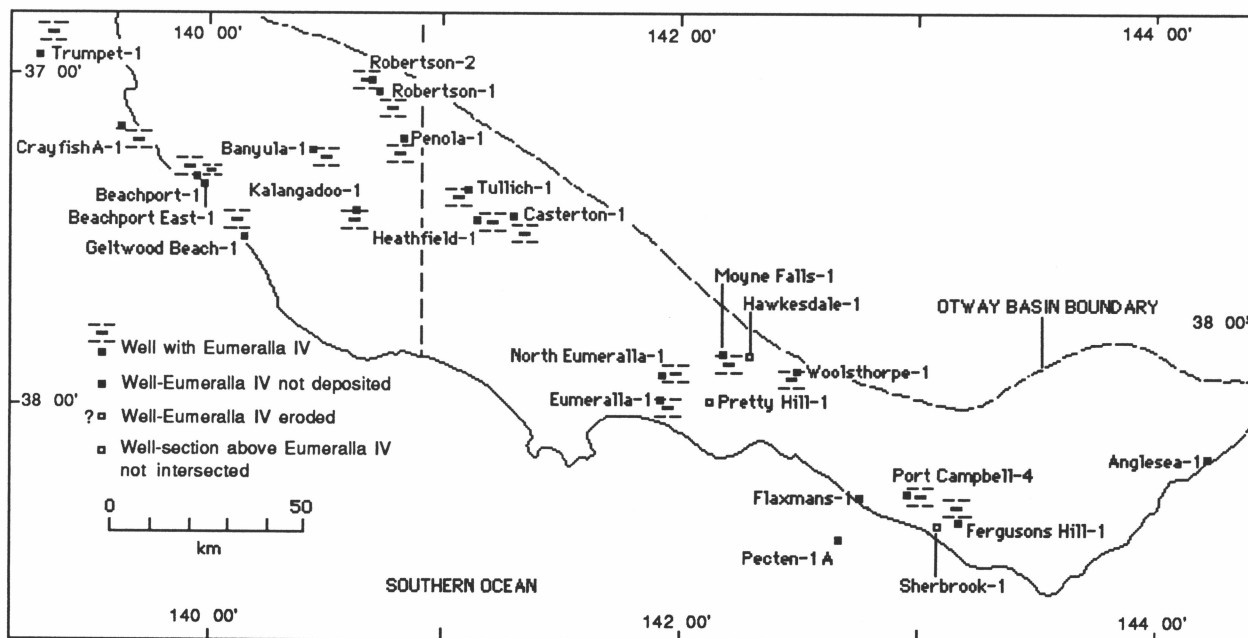 140 00'
142 00'
144 00'
Trumpet-1
37 00'
Robertson-2
Robertson-1
Crayfish A-1
Banyula-1
Penola-1
Beachport-1
Kalangadoo-1
Tullich-1
Beachport East-1
Casterton-1
Geltwood Beach-1
Heathfield-1
Moyne Falls-1
Hawkesdale-1
OTWAY BASIN BOUNDARY
38 00'
Well with Eumeralla IV
North Eumeralla-1
Woolsthorpe-1
Well-Eumeralla IV not deposited
38 00'
Eumeralla-1
Pretty Hill-1
? Well-Eumeralla IV eroded
Well-section above Eumeralla IV
not intersected
Anglesea-1
Port Campbell-4
Flaxmans-1
0 50
km
Fergusons Hill-1
Pecten-1 A
Sherbrook-1
SOUTHERN OCEAN
140 00'
142 00'
144 00'